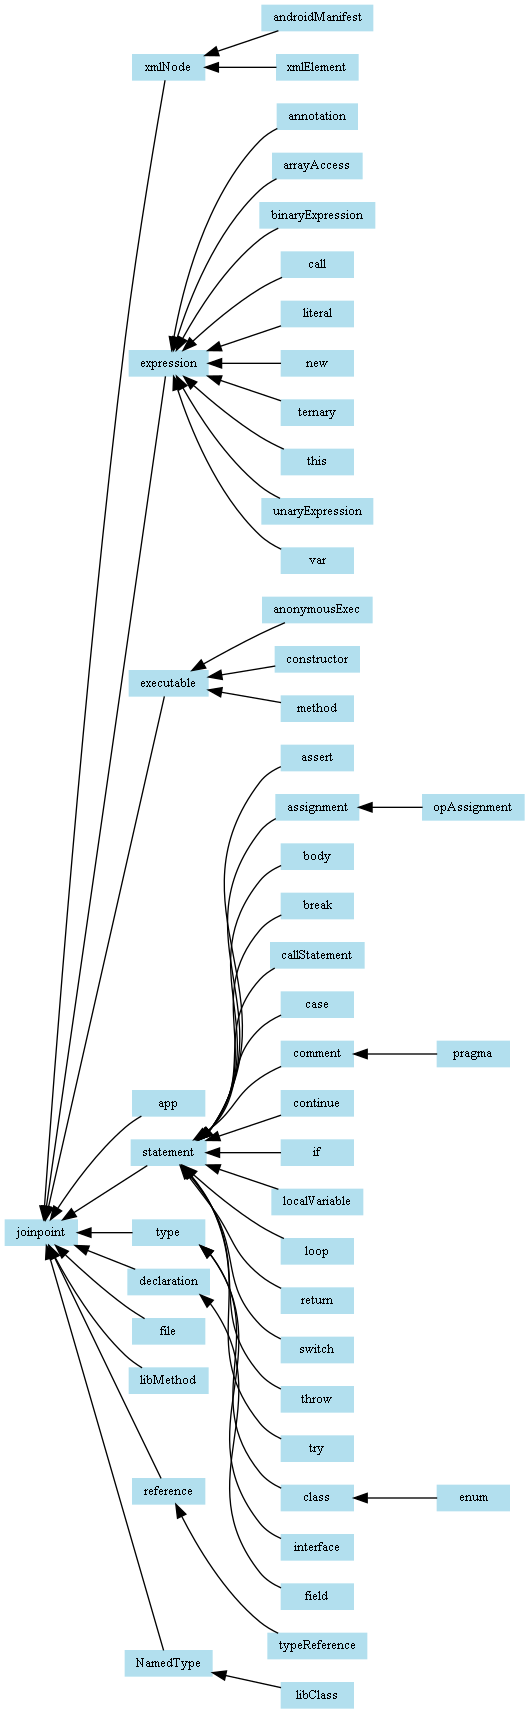 androidManifest
xmlNode
xmlElement
annotation
arrayAccess
binaryExpression
call
literal
expression
new
ternary
this
unaryExpression
var
anonymousExec
constructor
executable
method
assert
assignment
opAssignment
body
break
callStatement
case
comment
pragma
app
continue
statement
if
localVariable
joinpoint
type
loop
declaration
return
file
switch
libMethod
throw
try
reference
class
enum
interface
field
typeReference
NamedType
libClass